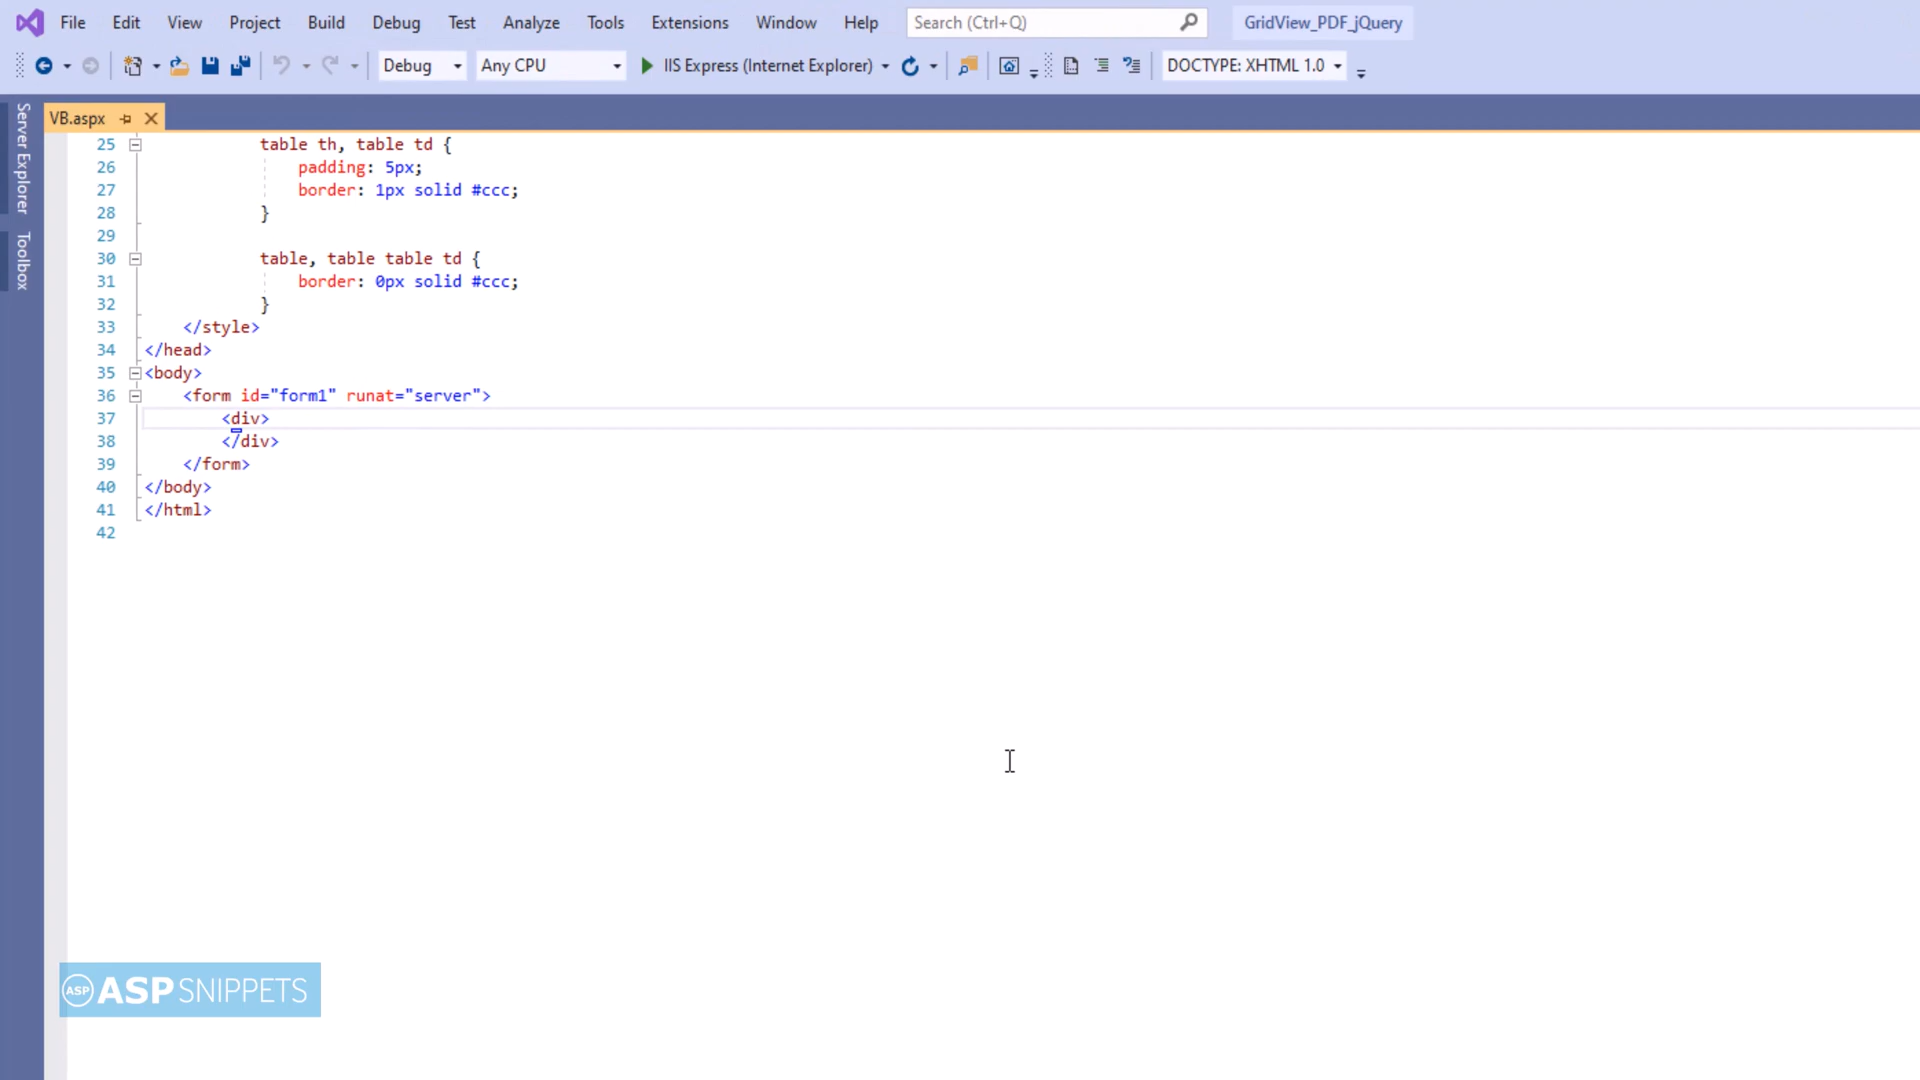 File Edit View Project Build Debug Test Analyze Tools Extensions Window Help Search (Ctrl+Q) GridView_PDF_jQuery
Debug Any CPU IIS Express (Internet Explorer) DOCTYPE: XHTML 1.0
Server Explorer
Toolbox
VB.aspx
25 table th, table td {
26 padding: 5px;
27 border: 1px solid #ccc;
28 }
29
30 table, table table td {
31 border: 0px solid #ccc;
32 }
33 </style>
34 </head>
35 <body>
36 <form id="form1" runat="server">
37 <div>
38 </div>
39 </form>
40 </body>
41 </html>
42
ASP ASPSNIPPETS